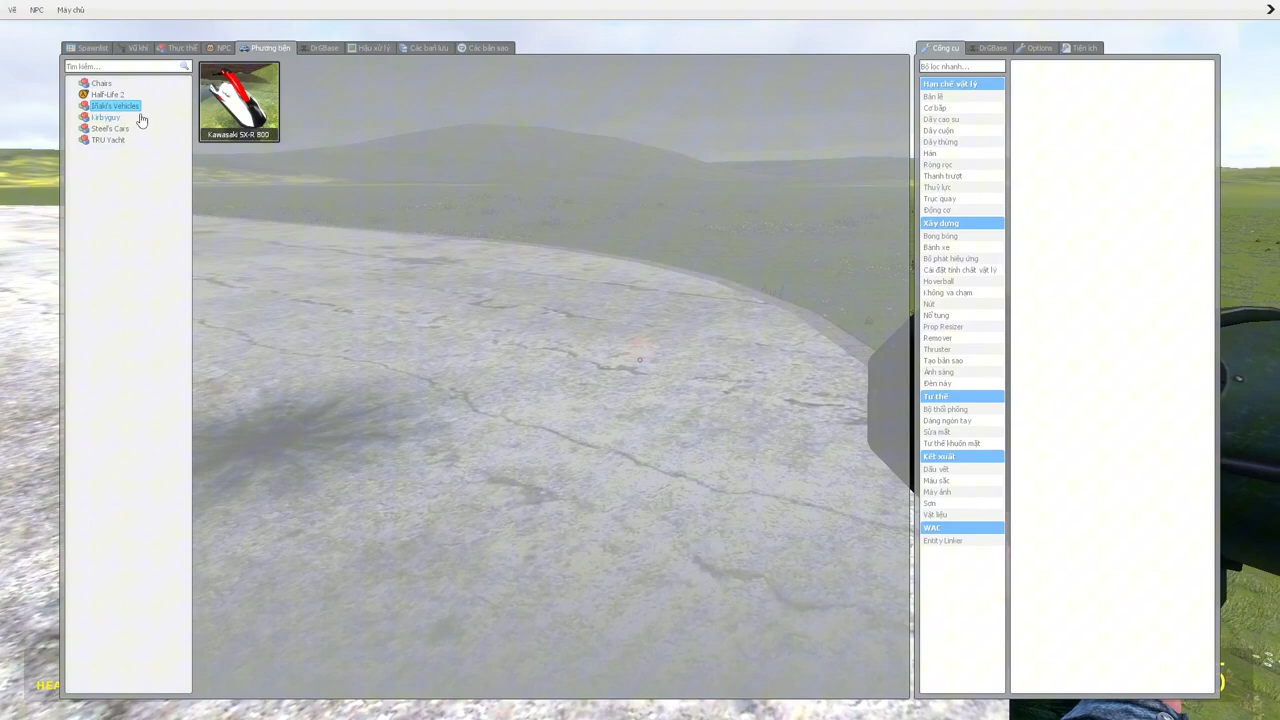 Vẽ NPC Máy chủ
Spawnlist Vũ khí Thực thể NPC Phương tiện DrGBase Hậu xử lý Các bản lưu Các bản sao
Công cụ DrGBase Options Tiện ích
Tìm kiếm...
Chairs
Half-Life 2
Iñaki's Vehicles
Kirbyguy
Steel's Cars
TRU Yacht
Kawasaki SX-R 800
Bộ lọc nhanh...
Hạn chế vật lý
Bản lề
Cơ bắp
Dây cao su
Dây cuộn
Dây thừng
Hàn
Ròng rọc
Thanh trượt
Thuỷ lực
Trục quay
Động cơ
Xây dựng
Bong bóng
Bánh xe
Bộ phát hiệu ứng
Cài đặt tính chất vật lý
Hoverball
Không va chạm
Nút
Nổ tung
Prop Resizer
Remover
Thruster
Tạo bản sao
Ánh sáng
Đèn này
Tư thế
Bộ thổi phồng
Dáng ngón tay
Sửa mắt
Tư thế khuôn mặt
Kết xuất
Dấu vết
Màu sắc
Máy ảnh
Sơn
Vật liệu
WAC
Entity Linker
HEA